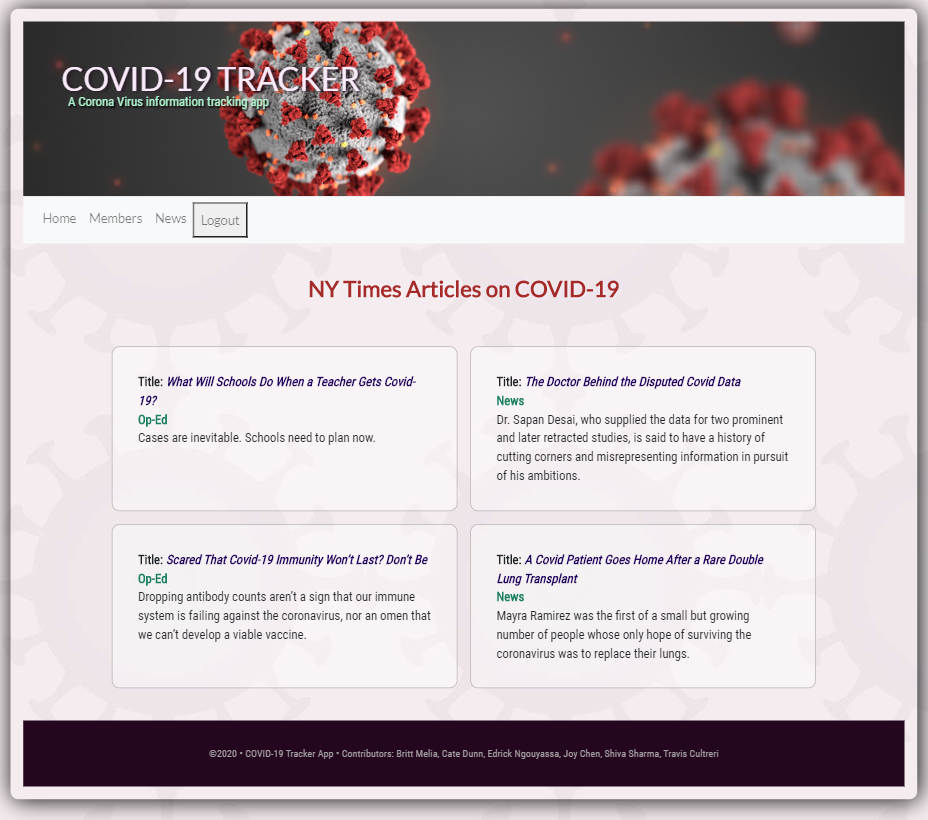 COVID-19 TRACKER
A Corona Virus information tracking app
Home Members News Logout
NY Times Articles on COVID-19
Title: What Will Schools Do When a Teacher Gets Covid-
19?
Op-Ed
Cases are inevitable. Schools need to plan now.
Title: The Doctor Behind the Disputed Covid Data
News
Dr. Sapan Desai, who supplied the data for two prominent
and later retracted studies, is said to have a history of
cutting corners and misrepresenting information in pursuit
of his ambitions.
Title: Scared That Covid-19 Immunity Won’t Last? Don’t Be
Op-Ed
Dropping antibody counts aren’t a sign that our immune
system is failing against the coronavirus, nor an omen that
we can’t develop a viable vaccine.
Title: A Covid Patient Goes Home After a Rare Double
Lung Transplant
News
Mayra Ramirez was the first of a small but growing
number of people whose only hope of surviving the
coronavirus was to replace their lungs.
©2020 • COVID-19 Tracker App • Contributors: Britt Melia, Cate Dunn, Edrick Ngouyassa, Joy Chen, Shiva Sharma, Travis Cultreri